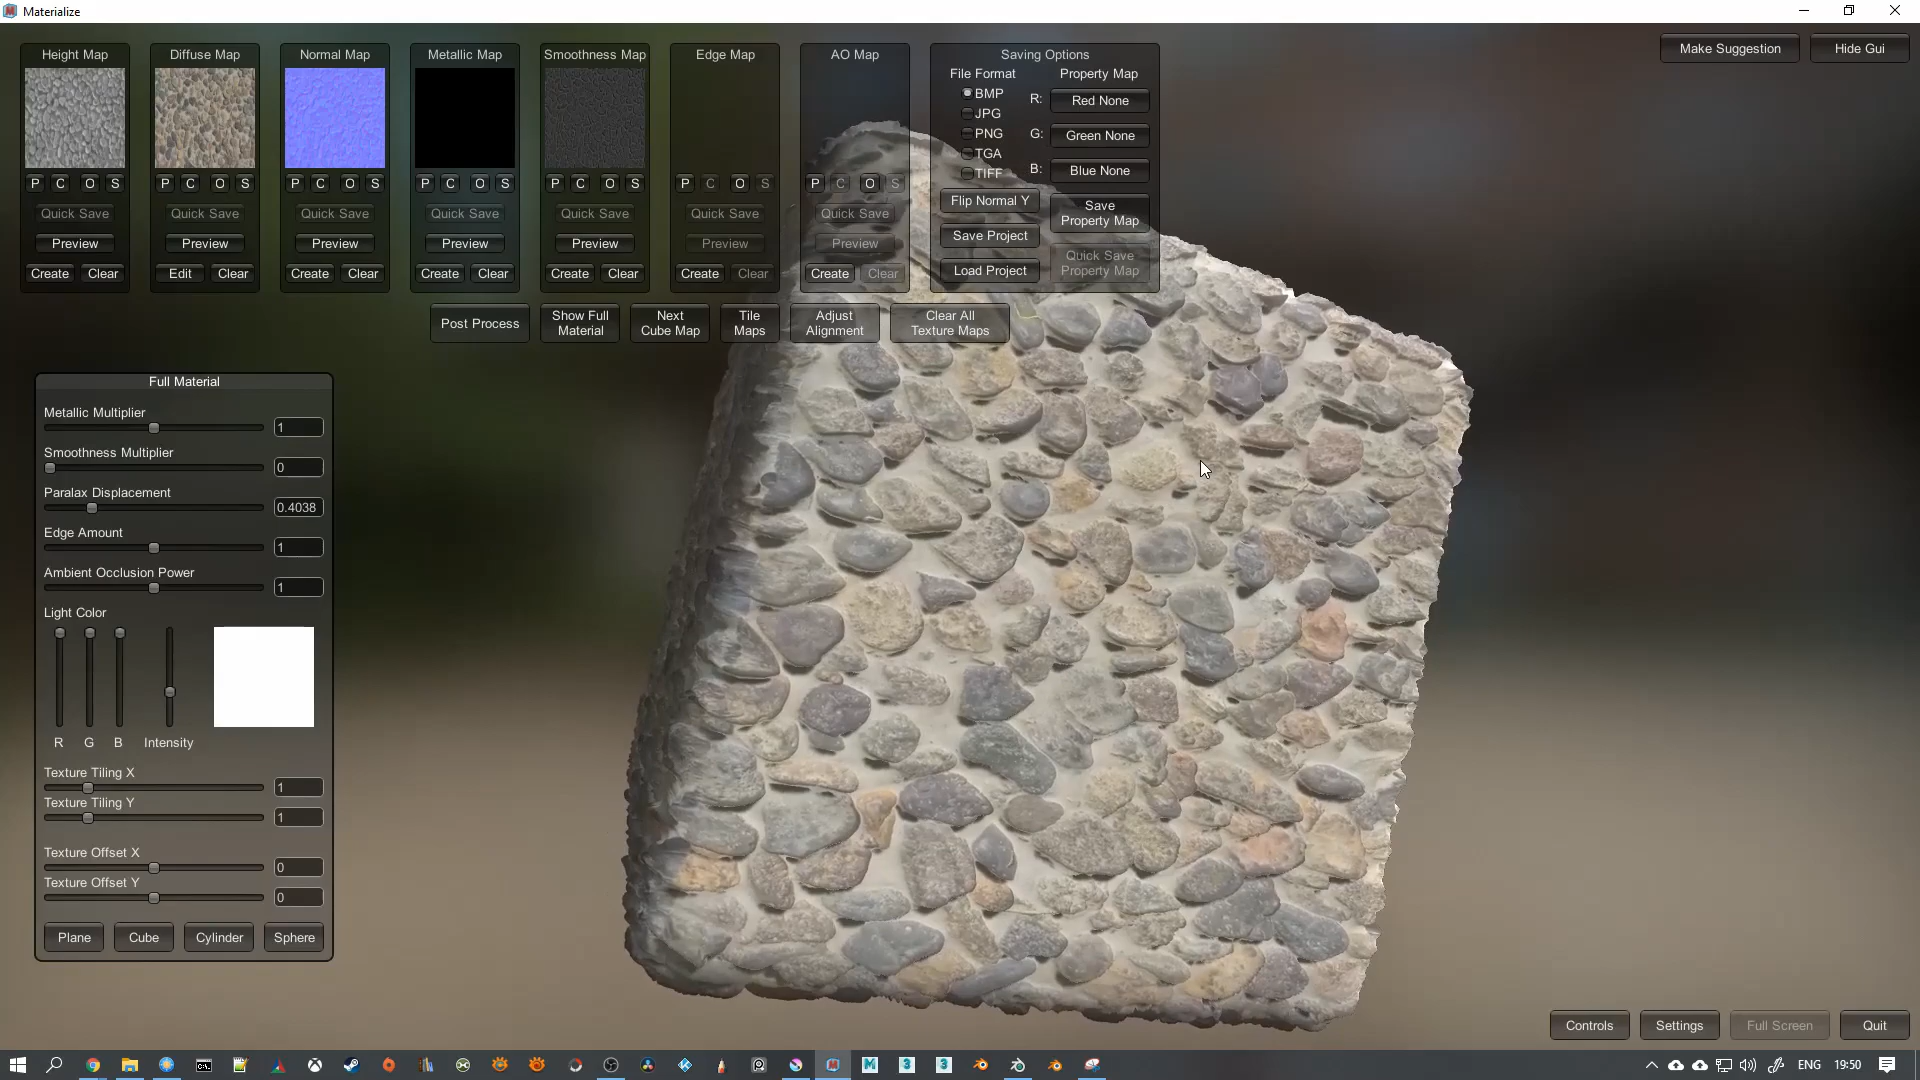 Materialize
Height Map
Diffuse Map
Normal Map
Metallic Map
Smoothness Map
Edge Map
AO Map
Saving Options
Make Suggestion
Hide Gui
File Format
Property Map
BMP
JPG
PNG
TGA
TIFF
R:
Red None
G:
Green None
B:
Blue None
P C O S
P C O S
P C O S
P C O S
P C O S
P C O S
P C O S
Quick Save
Quick Save
Quick Save
Quick Save
Quick Save
Quick Save
Quick Save
Preview
Preview
Preview
Preview
Preview
Preview
Preview
Create Clear
Edit Clear
Create Clear
Create Clear
Create Clear
Create Clear
Create Clear
Flip Normal Y
Save Project
Load Project
Save
Property Map
Quick Save
Property Map
Post Process
Show Full
Material
Next
Cube Map
Tile
Maps
Adjust
Alignment
Clear All
Texture Maps
Full Material
Metallic Multiplier
1
Smoothness Multiplier
0
Paralax Displacement
0.4038
Edge Amount
1
Ambient Occlusion Power
1
Light Color
R G B Intensity
Texture Tiling X
1
Texture Tiling Y
1
Texture Offset X
0
Texture Offset Y
0
Plane Cube Cylinder Sphere
Controls Settings Full Screen Quit
ENG 19:50